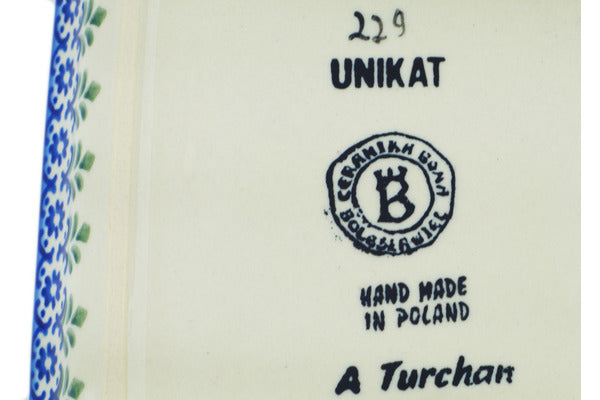 229
UNIKAT
CERAMIKA BONA
B
BOLESŁAWIEC
HAND MADE
IN POLAND
A Turchan